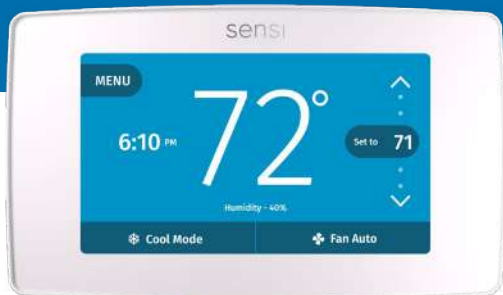 sensi
MENU
72°
6:10 PM
Set to 71
Humidity - 40%
Cool Mode
Fan Auto